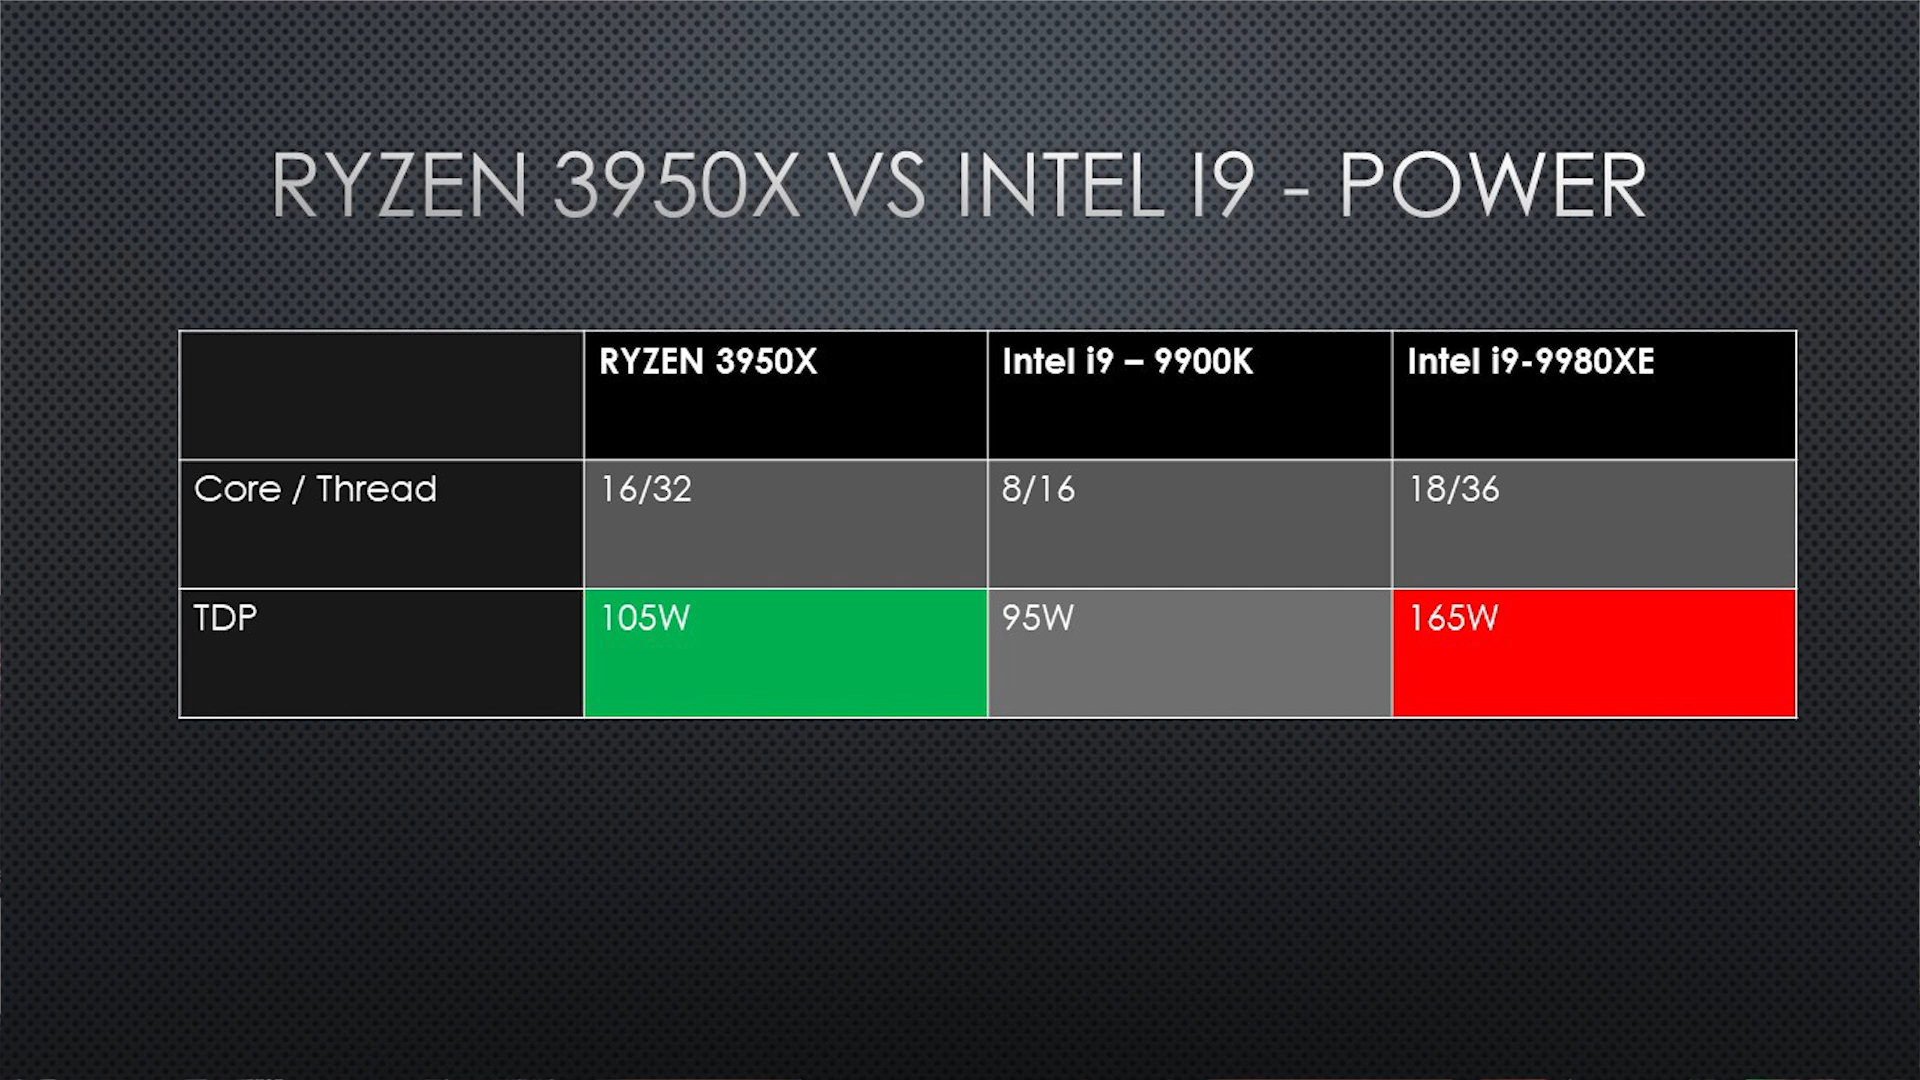 RYZEN 3950X VS INTEL I9 - POWER
RYZEN 3950X
Intel i9 – 9900K
Intel i9-9980XE
Core / Thread
16/32
8/16
18/36
TDP
105W
95W
165W